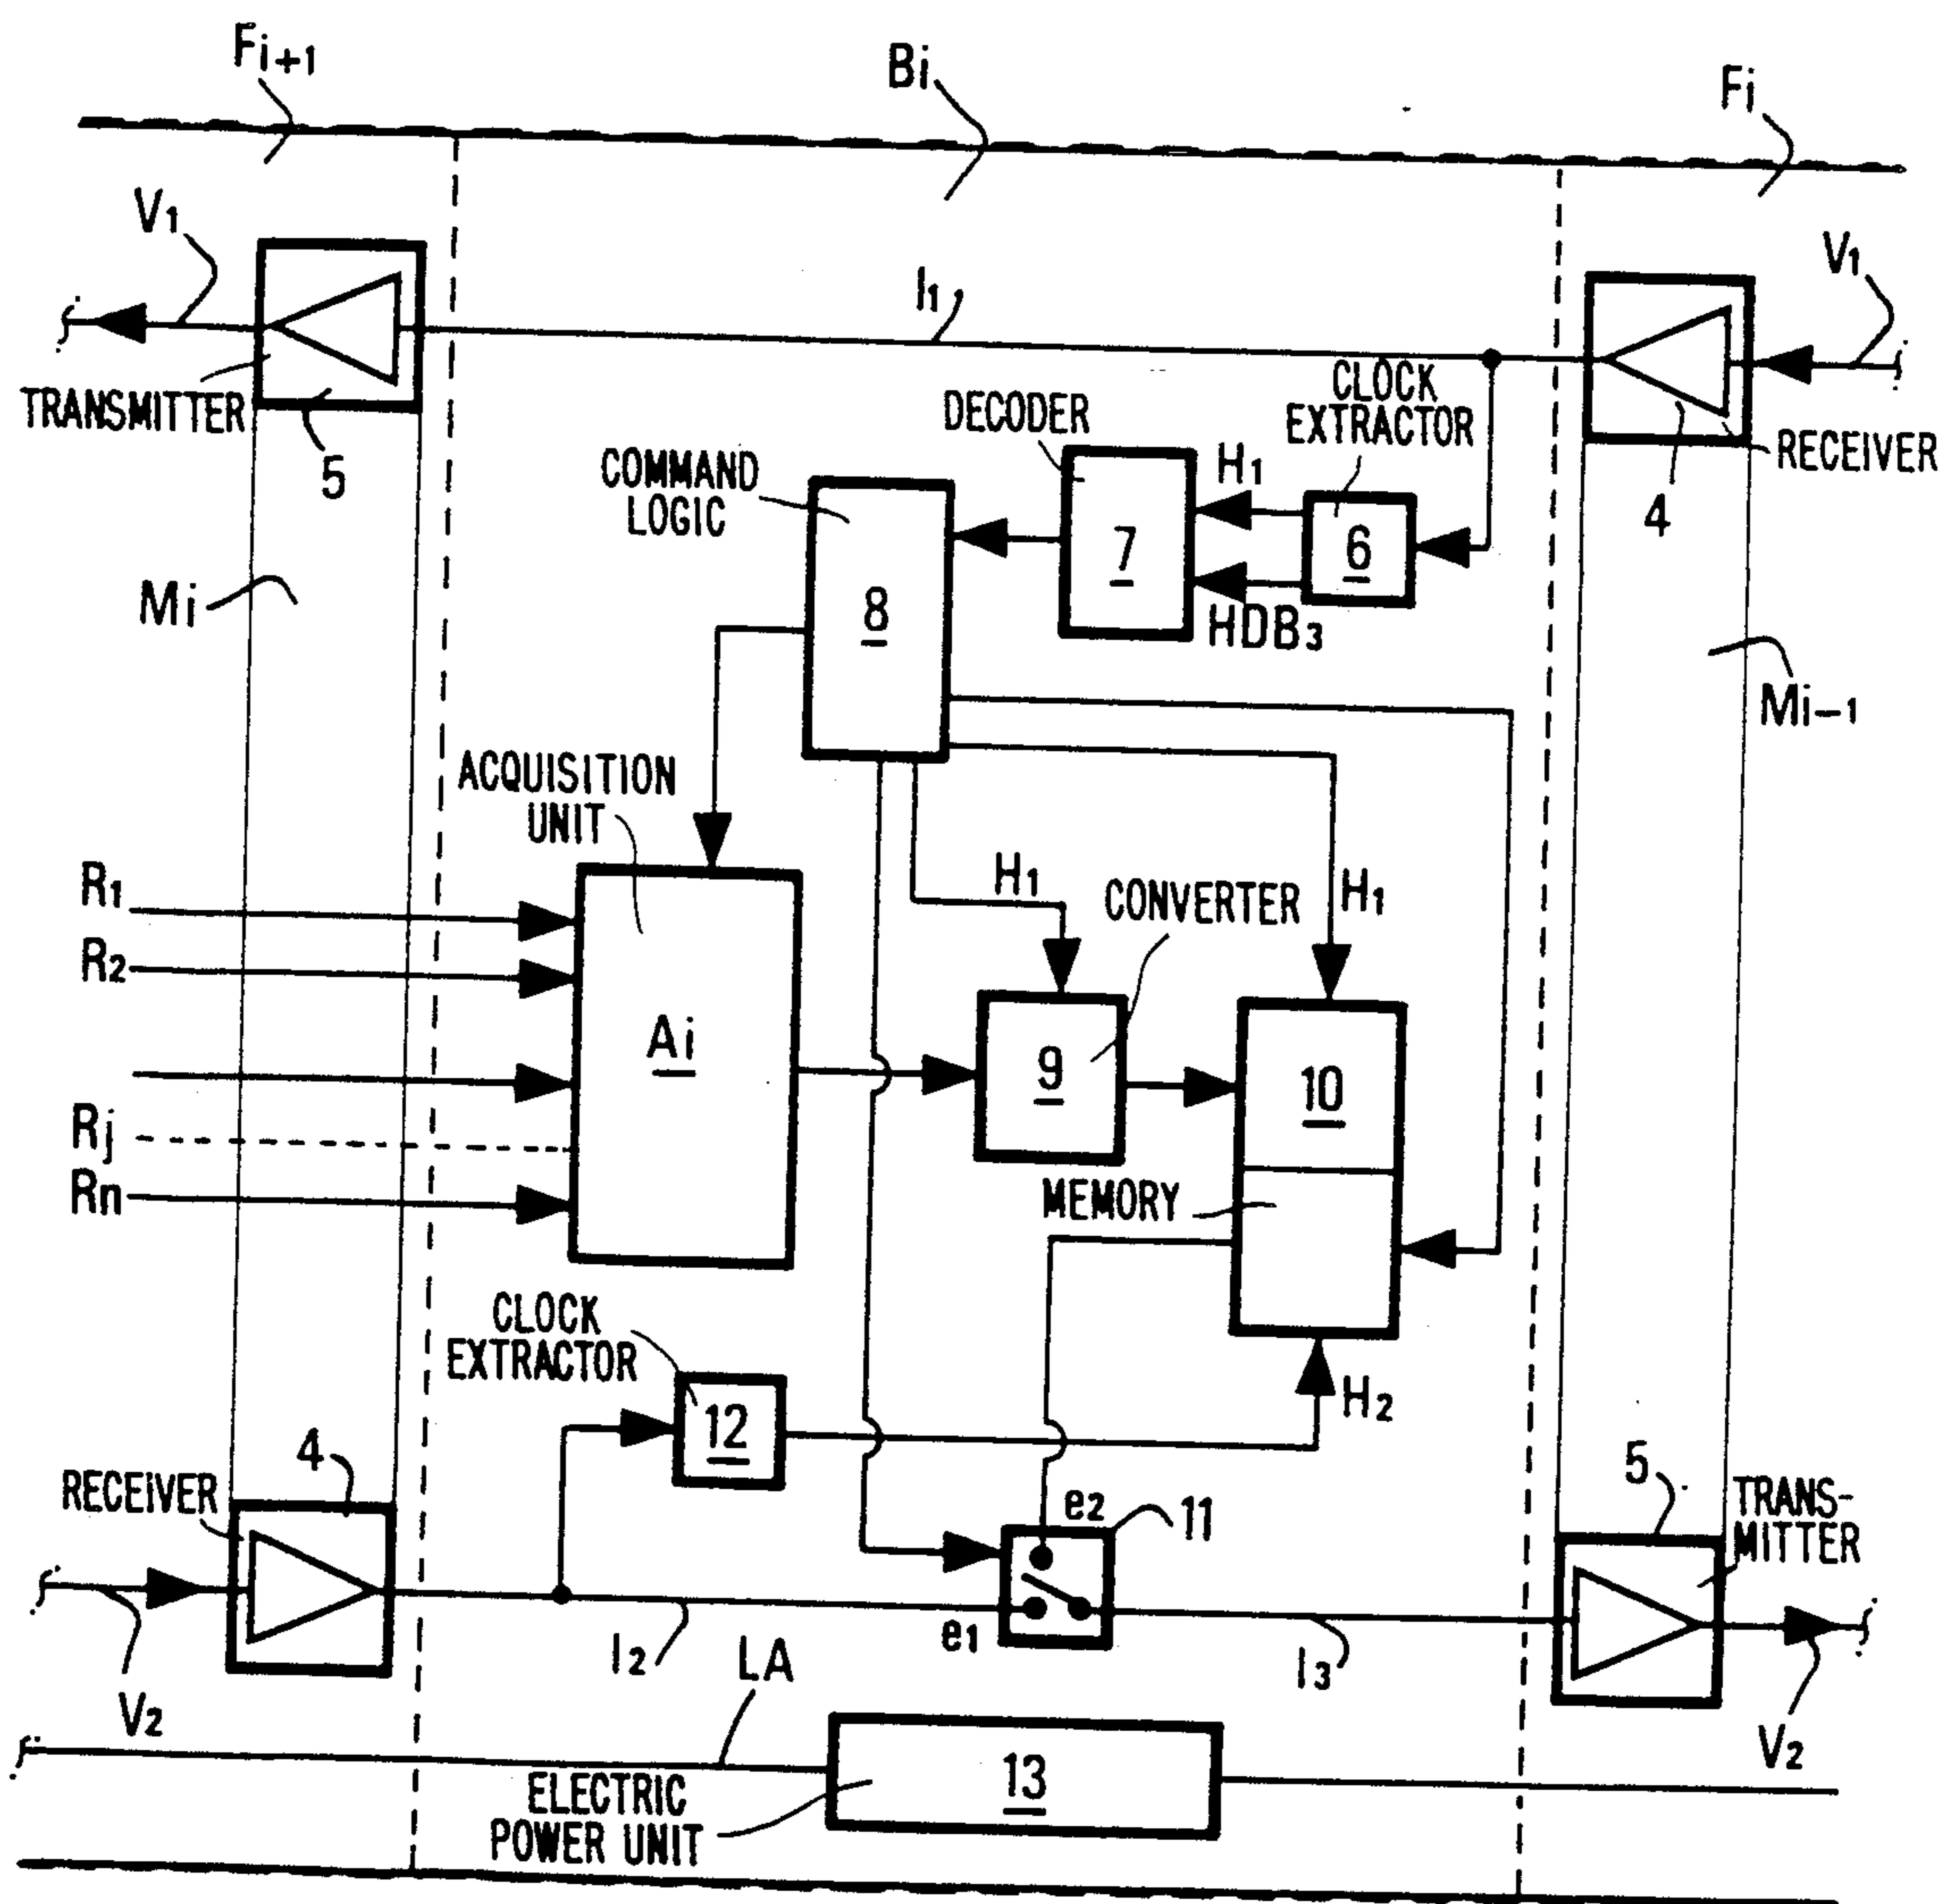 Fi+1
Bi
Fi
V1
V1
l1
TRANSMITTER
5
DECODER
CLOCK
EXTRACTOR
RECEIVER
4
COMMAND
LOGIC
H1
7
6
HDB3
8
Mi
Mi-1
ACQUISITION
UNIT
R1
H1
CONVERTER
H1
R2
Ai
9
10
Rj
Rn
MEMORY
CLOCK
EXTRACTOR
12
H2
RECEIVER
4
e2
11
5
TRANS-
MITTER
e1
l2
LA
l3
V2
V2
13
ELECTRIC
POWER UNIT